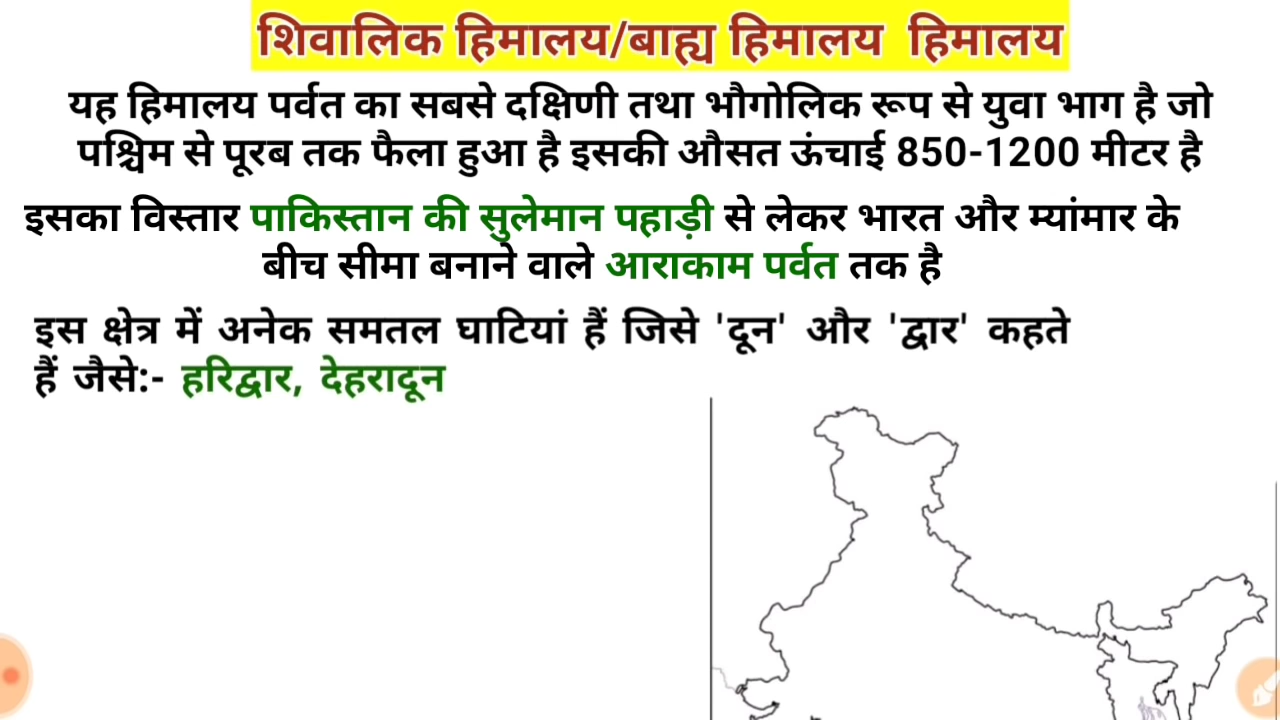 शिवालिक हिमालय/बाह्य हिमालय हिमालय
यह हिमालय पर्वत का सबसे दक्षिणी तथा भौगोलिक रूप से युवा भाग है जो
पश्चिम से पूरब तक फैला हुआ है इसकी औसत ऊंचाई 850-1200 मीटर है
इसका विस्तार पाकिस्तान की सुलेमान पहाड़ी से लेकर भारत और म्यांमार के
बीच सीमा बनाने वाले आराकाम पर्वत तक है
इस क्षेत्र में अनेक समतल घाटियां हैं जिसे 'दून' और 'द्वार' कहते
हैं जैसे:- हरिद्वार, देहरादून